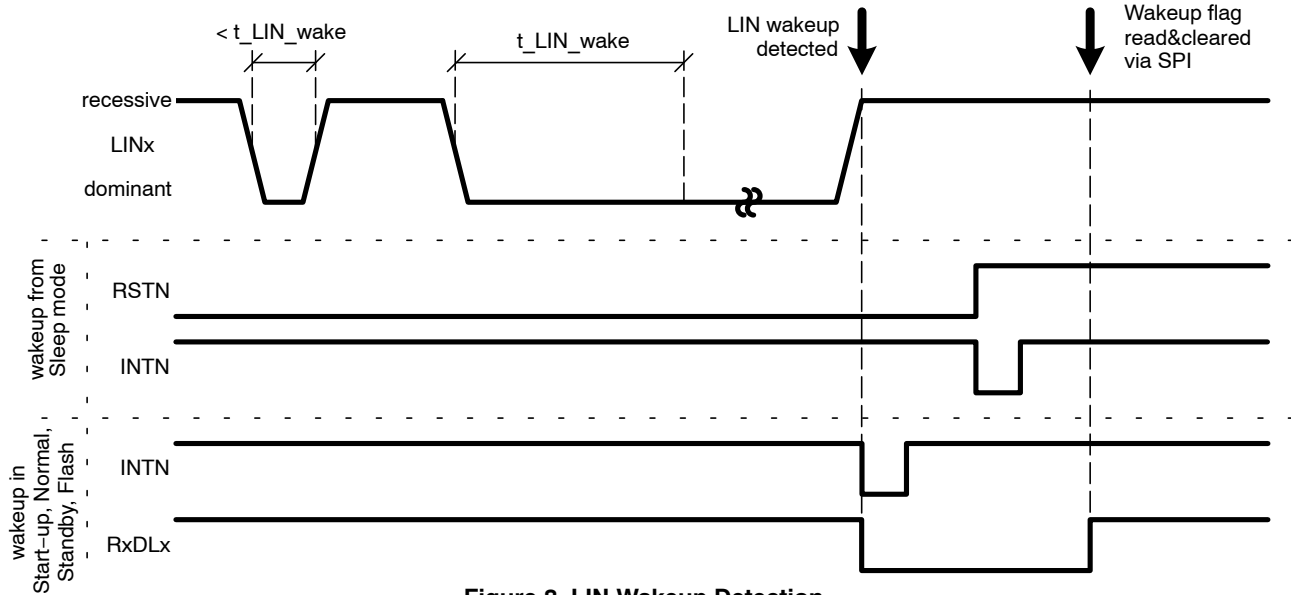 < t_LIN_wake
t_LIN_wake
LIN wakeup
detected
Wakeup flag
read&cleared
via SPI
recessive
LINx
dominant
wakeup from
Sleep mode
RSTN
INTN
wakeup in
Start−up, Normal,
Standby, Flash
INTN
RxDLx
Figure 8. LIN Wakeup Detection